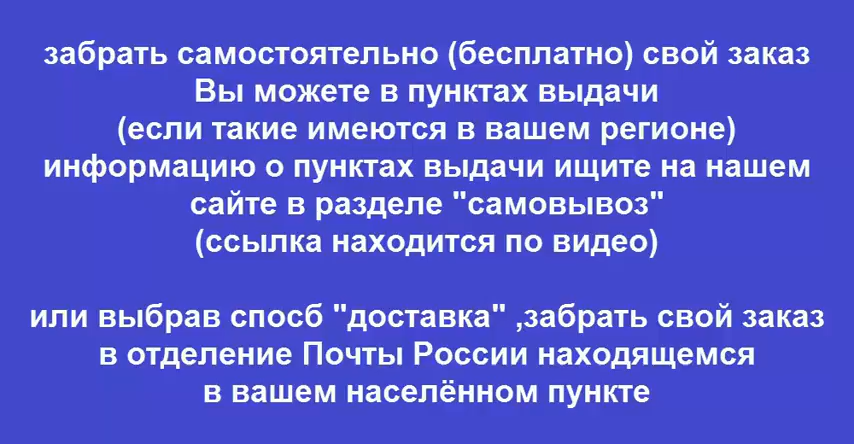 забрать самостоятельно (бесплатно) свой заказ
Вы можете в пунктах выдачи
(если такие имеются в вашем регионе)
информацию о пунктах выдачи ищите на нашем
сайте в разделе "самовывоз"
(ссылка находится по видео)
или выбрав спосб "доставка" ,забрать свой заказ
в отделение Почты России находящемся
в вашем населённом пункте